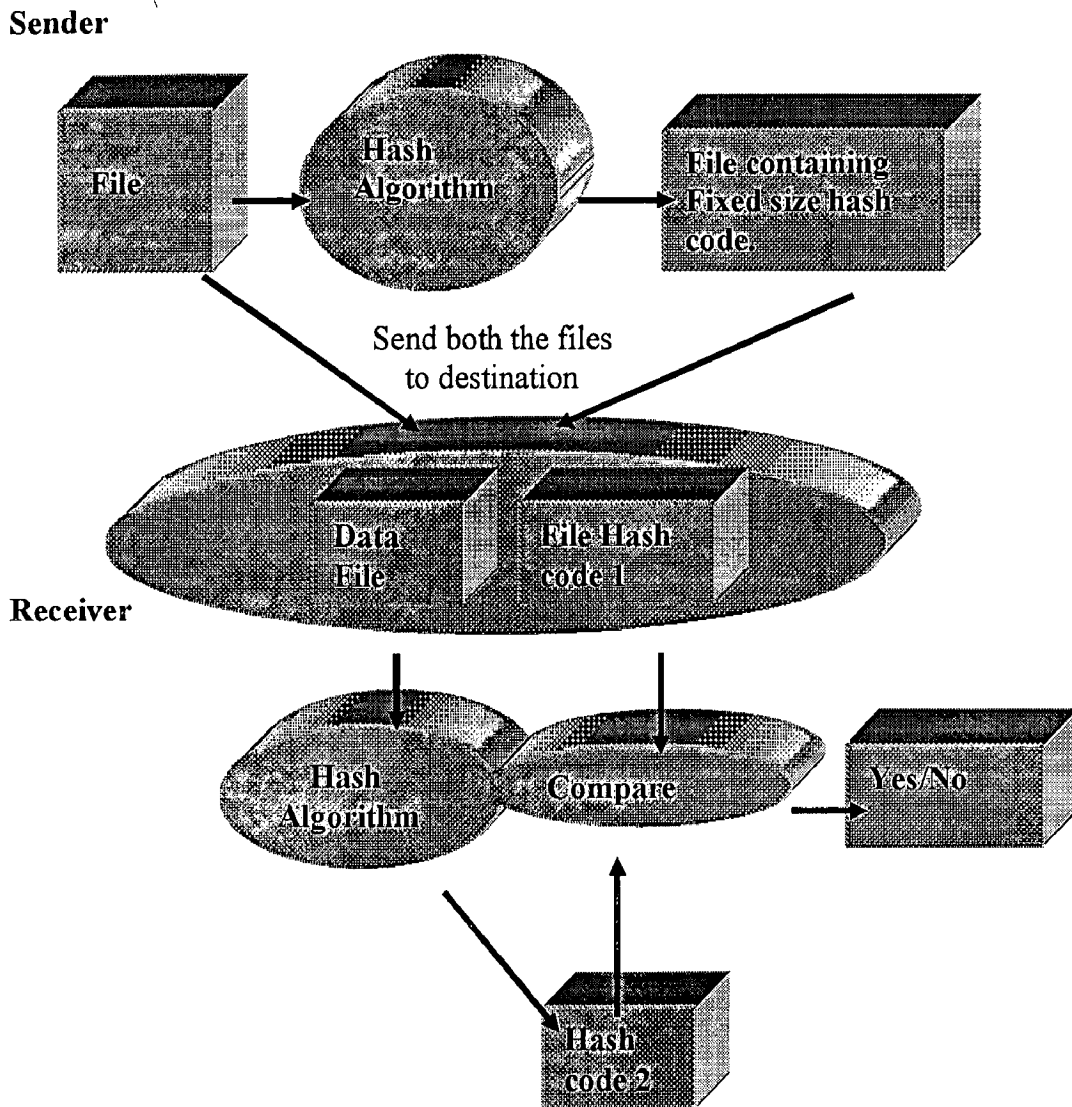 Sender
File
Hash
Algorithm
File containing
Fixed size hash
code.
Send both the files
to destination
Data
File
File Hash
code 1
Receiver
Hash
Algorithm
Compare
Yes/No
Hash
code 2